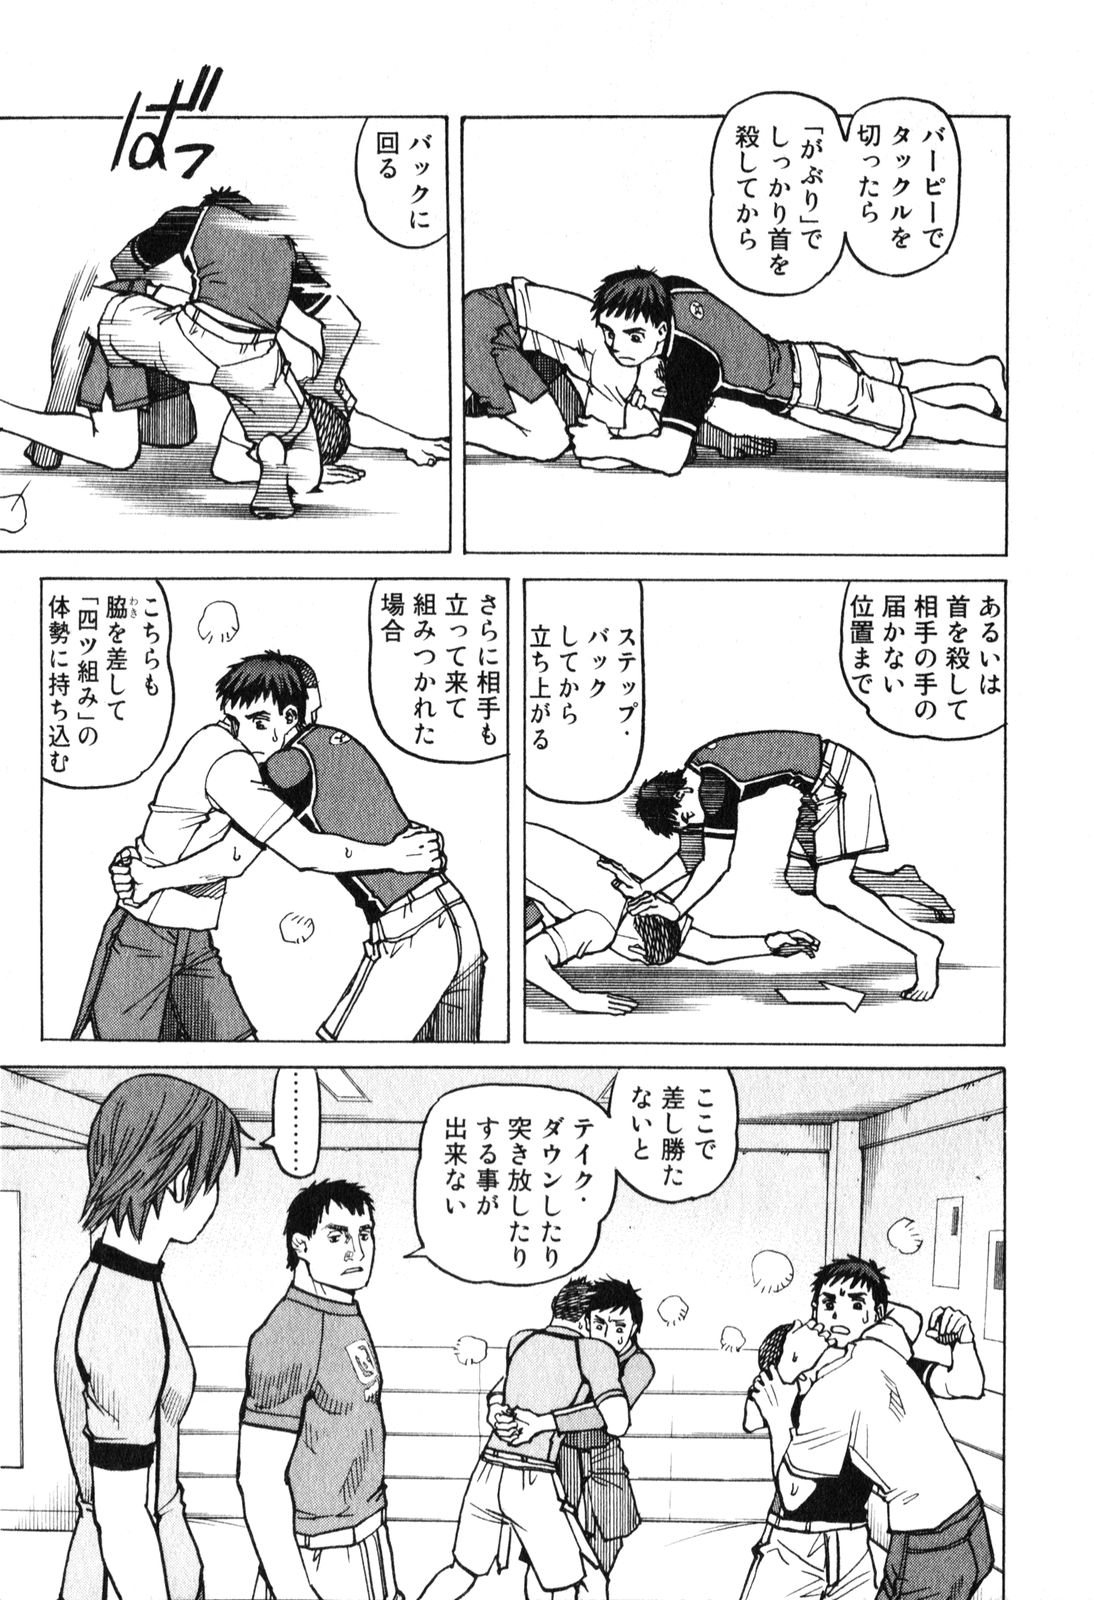 バーピーで
タックルを
切ったら
「がぶり」で
しっかり首を
殺してから
バックに
回る
ばっ
あるいは
首を殺して
相手の手の
届かない
位置まで
ステップ・
バック
してから
立ち上がる
さらに相手も
立って来て
組みつかれた
場合
こちらも
脇を差して
わき
「四ツ組み」の
体勢に持ち込む
ここで
差し勝た
ないと
テイク・
ダウンしたり
突き放したり
する事が
出来ない
………